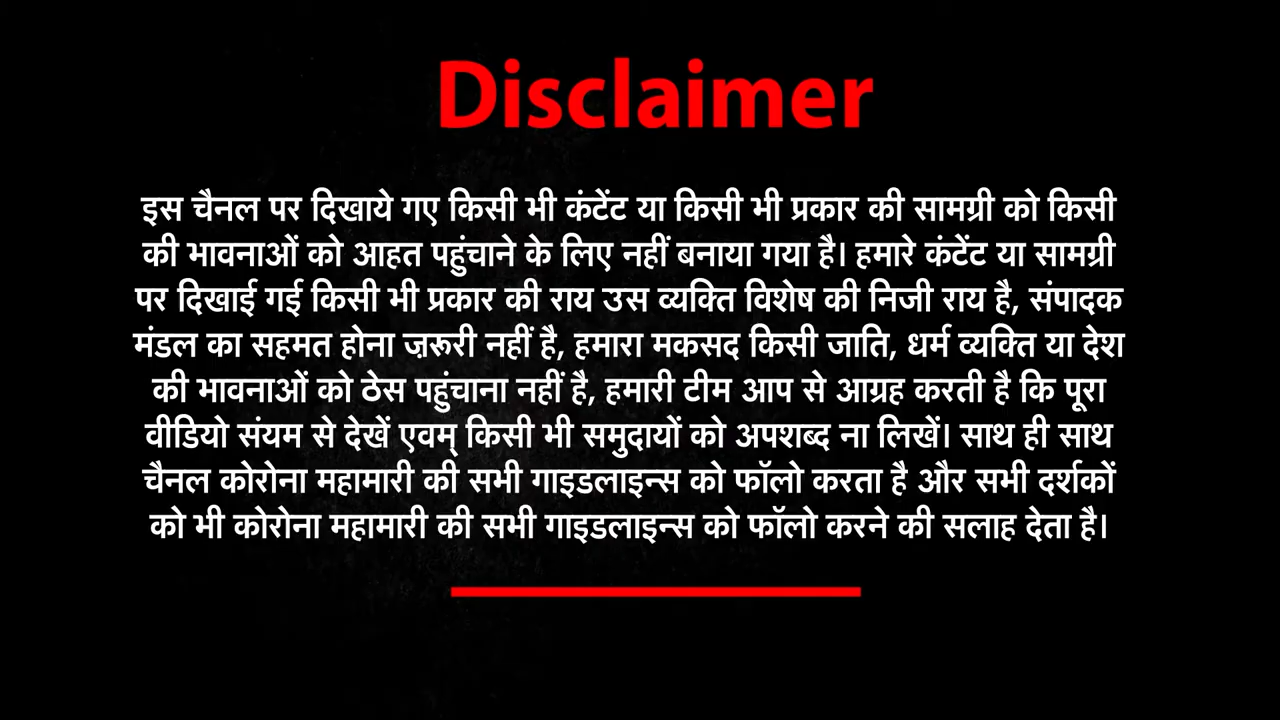 Disclaimer
इस चैनल पर दिखाये गए किसी भी कंटेंट या किसी भी प्रकार की सामग्री को किसी
की भावनाओं को आहत पहुंचाने के लिए नहीं बनाया गया है। हमारे कंटेंट या सामग्री
पर दिखाई गई किसी भी प्रकार की राय उस व्यक्ति विशेष की निजी राय है, संपादक
मंडल का सहमत होना ज़रूरी नहीं है, हमारा मकसद किसी जाति, धर्म व्यक्ति या देश
की भावनाओं को ठेस पहुंचाना नहीं है, हमारी टीम आप से आग्रह करती है कि पूरा
वीडियो संयम से देखें एवम् किसी भी समुदायों को अपशब्द ना लिखें। साथ ही साथ
चैनल कोरोना महामारी की सभी गाइडलाइन्स को फॉलो करता है और सभी दर्शकों
को भी कोरोना महामारी की सभी गाइडलाइन्स को फॉलो करने की सलाह देता है।